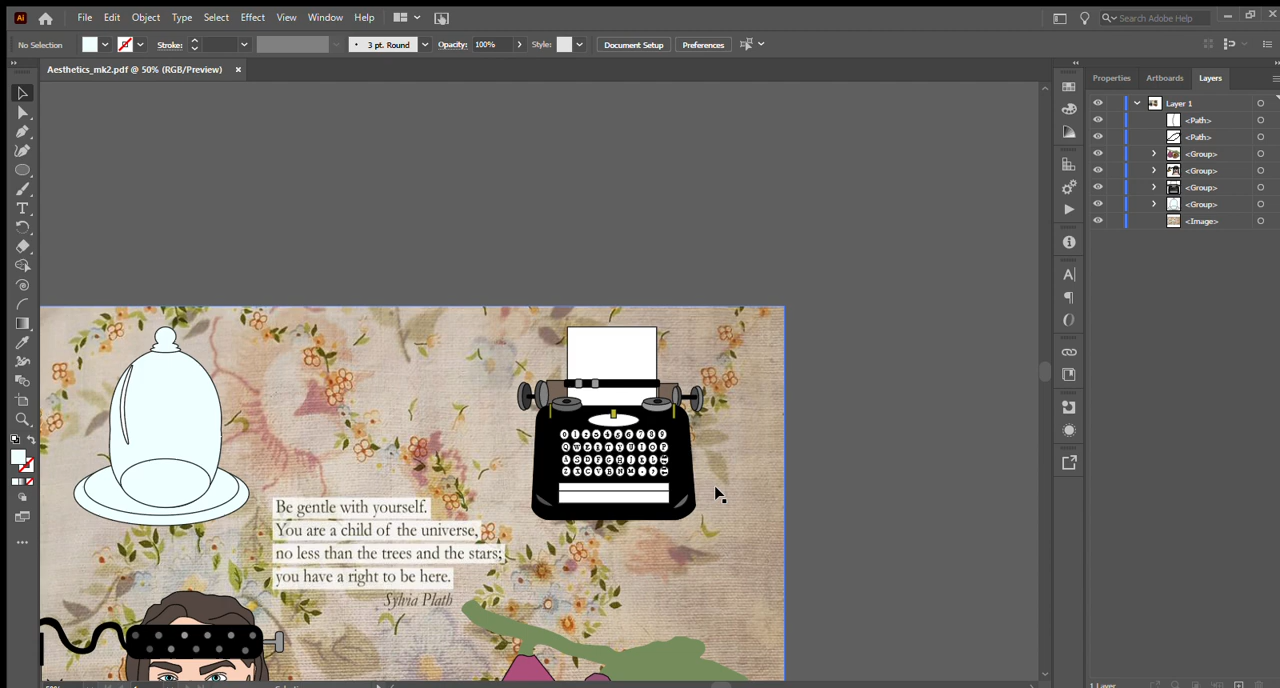 Ai File Edit Object Type Select Effect View Window Help Search Adobe Help
No Selection Stroke: 3 pt. Round Opacity: 100% Style: Document Setup Preferences
Aesthetics_mk2.pdf @ 50% (RGB/Preview) ×
Properties Artboards Layers
Layer 1
<Path>
<Path>
<Group>
<Group>
<Group>
<Group>
<Image>
Be gentle with yourself.
You are a child of the universe,
no less than the trees and the stars;
you have a right to be here.
Sylvia Plath
1 Layer